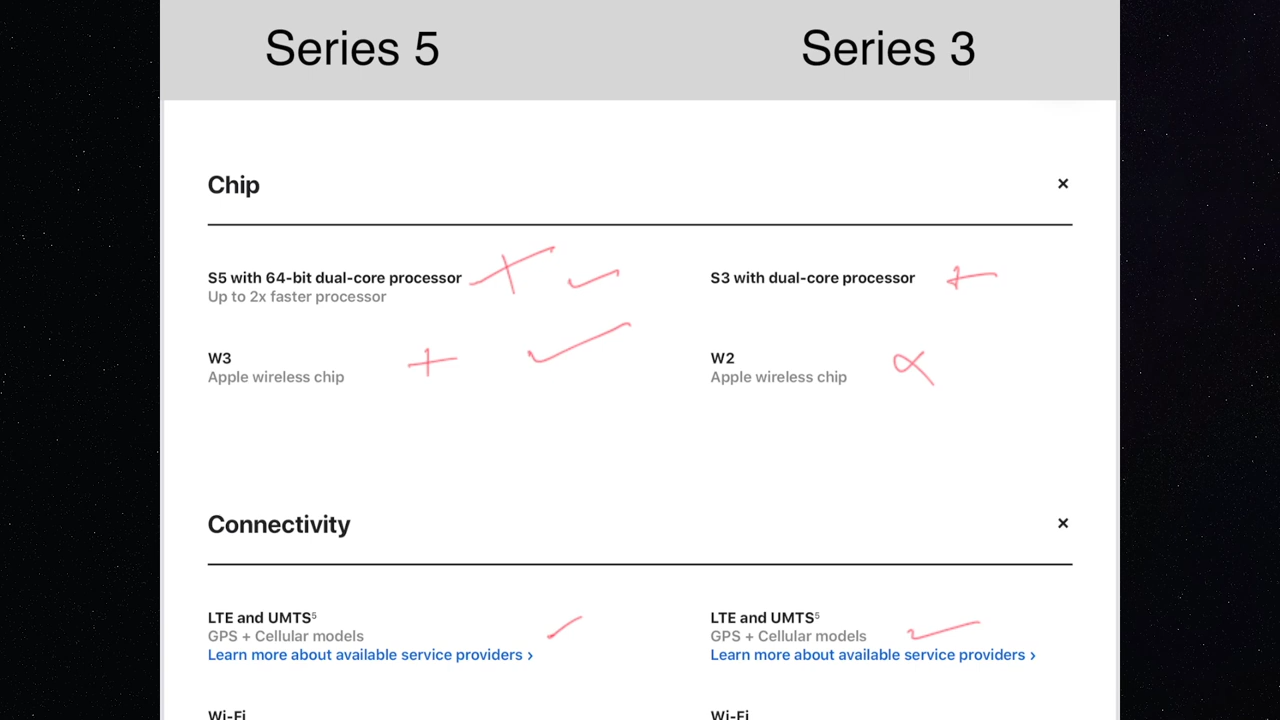 Series 5
Series 3
Chip
S5 with 64-bit dual-core processor
Up to 2x faster processor
S3 with dual-core processor
W3
Apple wireless chip
W2
Apple wireless chip
Connectivity
LTE and UMTS⁵
GPS + Cellular models
Learn more about available service providers ›
LTE and UMTS⁵
GPS + Cellular models
Learn more about available service providers ›
Wi-Fi
Wi-Fi